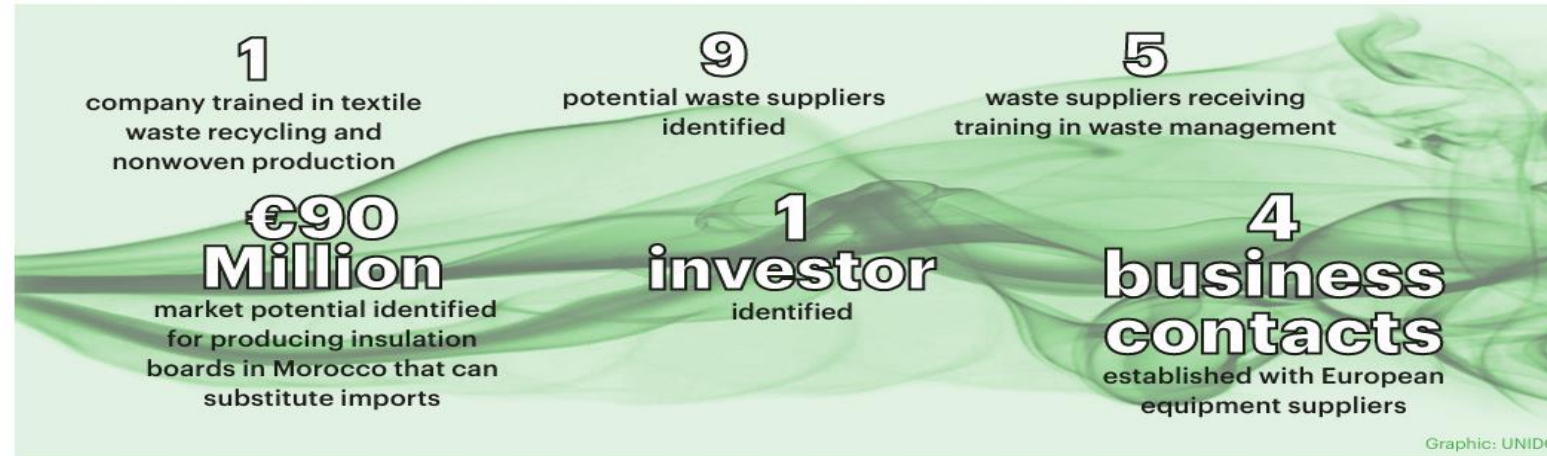 1
company trained in textile
waste recycling and
nonwoven production
9
potential waste suppliers
identified
5
waste suppliers receiving
training in waste management
€90
Million
market potential identified
for producing insulation
boards in Morocco that can
substitute imports
1
investor
identified
4
business
contacts
established with European
equipment suppliers
Graphic: UNID